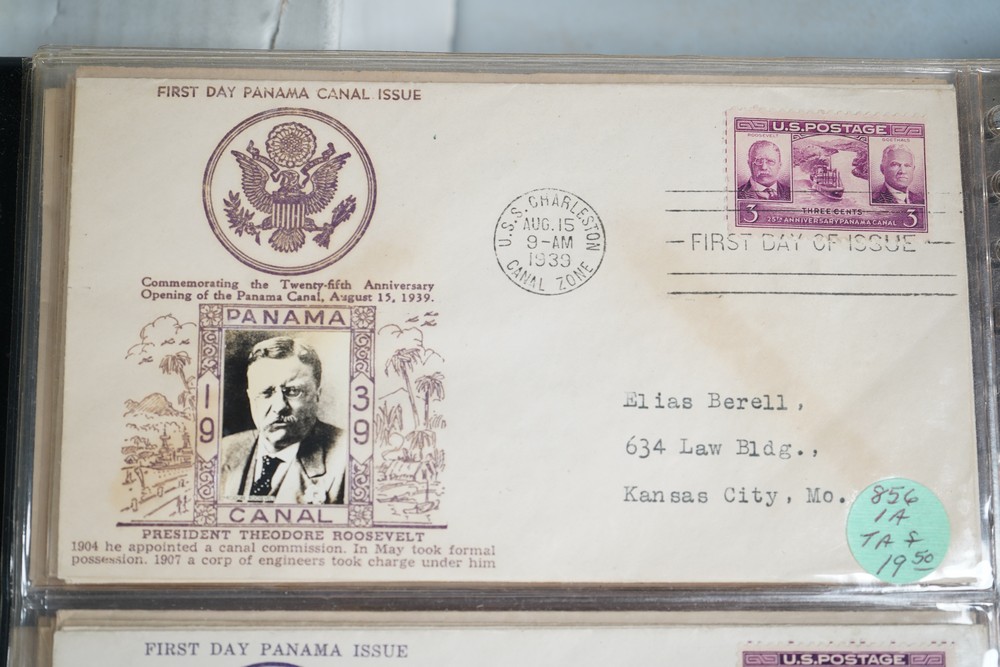 FIRST DAY PANAMA CANAL ISSUE
U.S. POSTAGE
ROOSEVELT
GOETHALS
THREE CENTS
3 3
25TH ANNIVERSARY PANAMA CANAL
U.S.S. CHARLESTON
AUG. 15
9-AM
1939
CANAL ZONE
FIRST DAY OF ISSUE
Commemorating the Twenty-fifth Anniversary
Opening of the Panama Canal, August 15, 1939.
PANAMA
19 39
CANAL
PRESIDENT THEODORE ROOSEVELT
1904 he appointed a canal commission. In May took formal
possession. 1907 a corp of engineers took charge under him
Elias Berell,
634 Law Bldg.,
Kansas City, Mo.
856
1A
TA &
19 50
FIRST DAY PANAMA ISSUE
U.S. POSTAGE